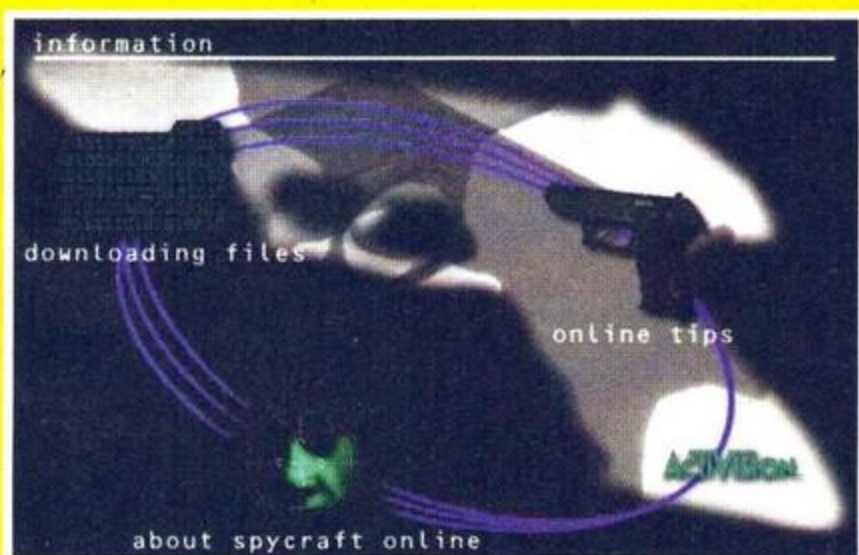 information
downloading files
online tips
ACTIVISION
about spycraft online